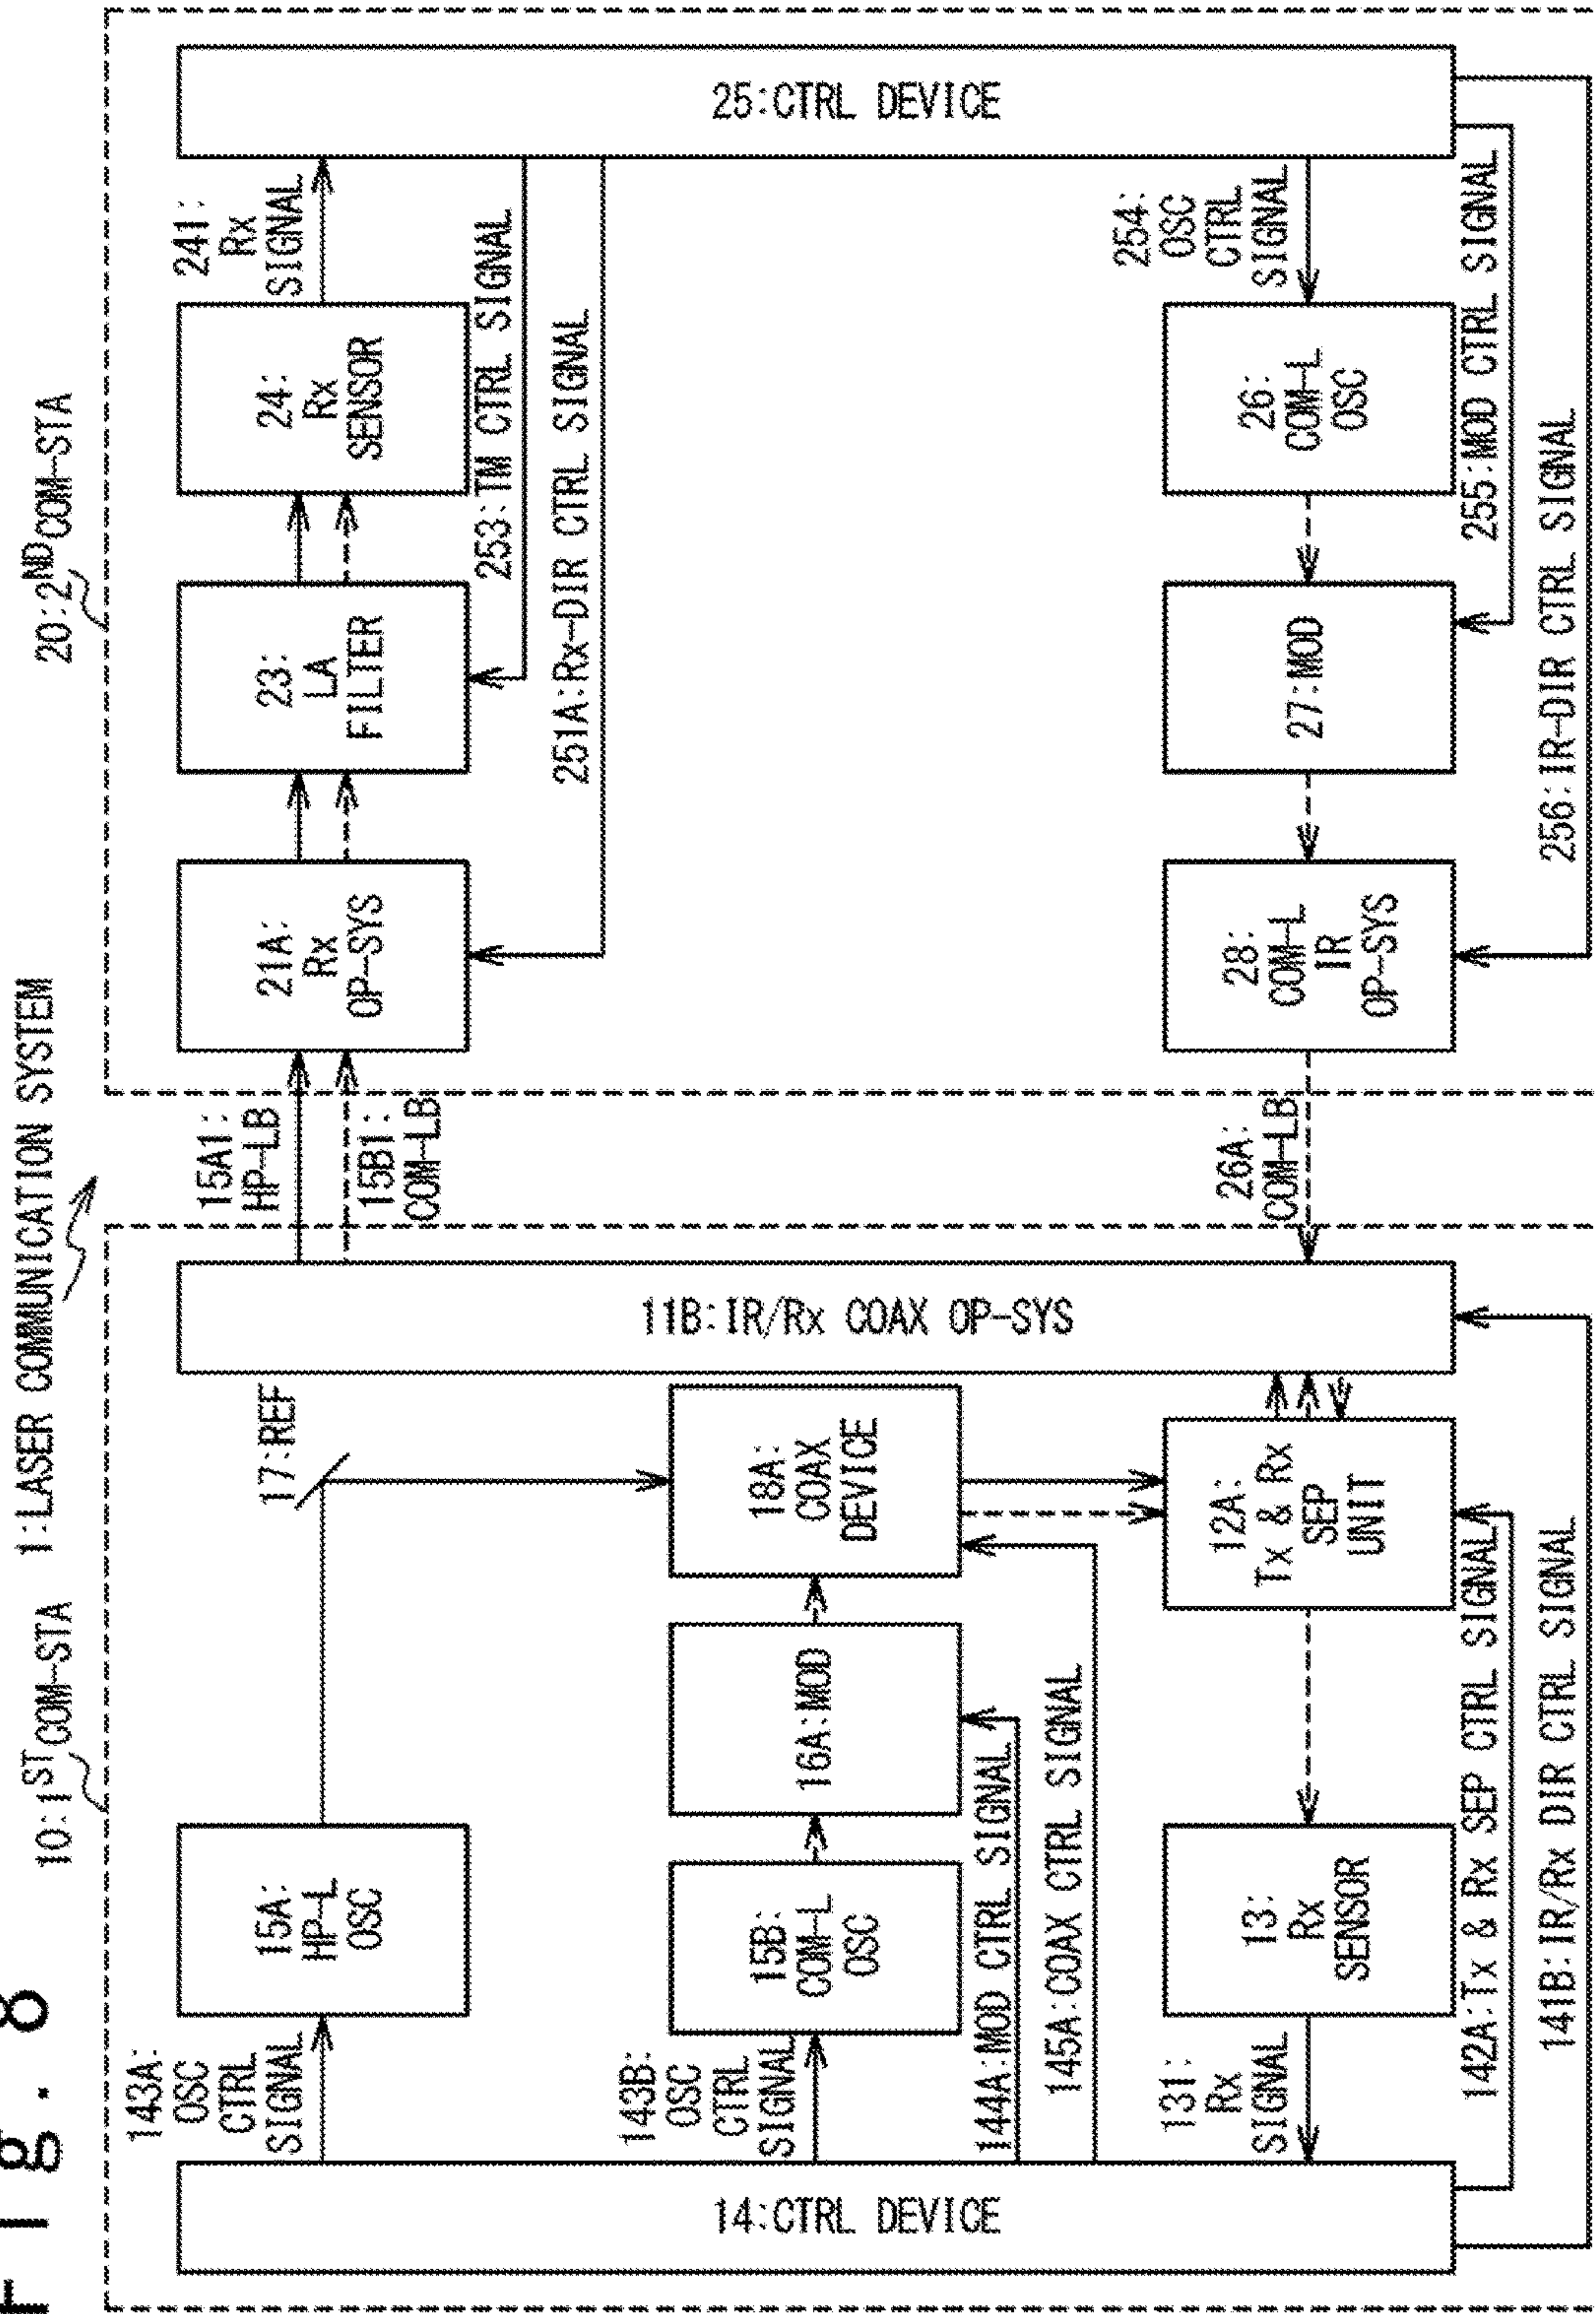 Fig. 8
1:LASER COMMUNICATION SYSTEM
10:1ST COM-STA
20:2ND COM-STA
143A:
OSC
CTRL
SIGNAL
15A:
HP-L
OSC
17:REF
15A1:
HP-LB
15B1:
COM-LB
21A:
Rx
OP-SYS
23:
LA
FILTER
24:
Rx
SENSOR
241:
Rx
SIGNAL
253:TM CTRL SIGNAL
251A:Rx-DIR CTRL SIGNAL
14:CTRL DEVICE
143B:
OSC
CTRL
SIGNAL
15B:
COM-L
OSC
16A:MOD
18A:
COAX
DEVICE
11B:IR/Rx COAX OP-SYS
25:CTRL DEVICE
144A:MOD CTRL SIGNAL
145A:COAX CTRL SIGNAL
131:
Rx
SIGNAL
13:
Rx
SENSOR
12A:
Tx & Rx
SEP
UNIT
26A:
COM-LB
28:
COM-L
IR
OP-SYS
27:MOD
26:
COM-L
OSC
254:
OSC
CTRL
SIGNAL
142A:Tx & Rx SEP CTRL SIGNAL
255:MOD CTRL SIGNAL
141B:IR/Rx DIR CTRL SIGNAL
256:IR-DIR CTRL SIGNAL